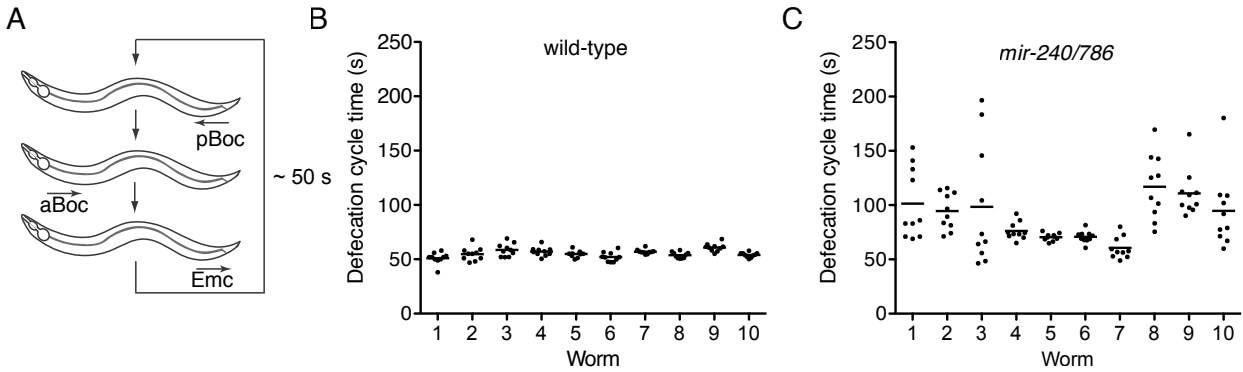 A
pBoc
aBoc
Emc
~ 50 s
B
wild-type
Defecation cycle time (s)
250
200
150
100
50
0
1 2 3 4 5 6 7 8 9 10
Worm
C
mir-240/786
Defecation cycle time (s)
250
200
150
100
50
0
1 2 3 4 5 6 7 8 9 10
Worm